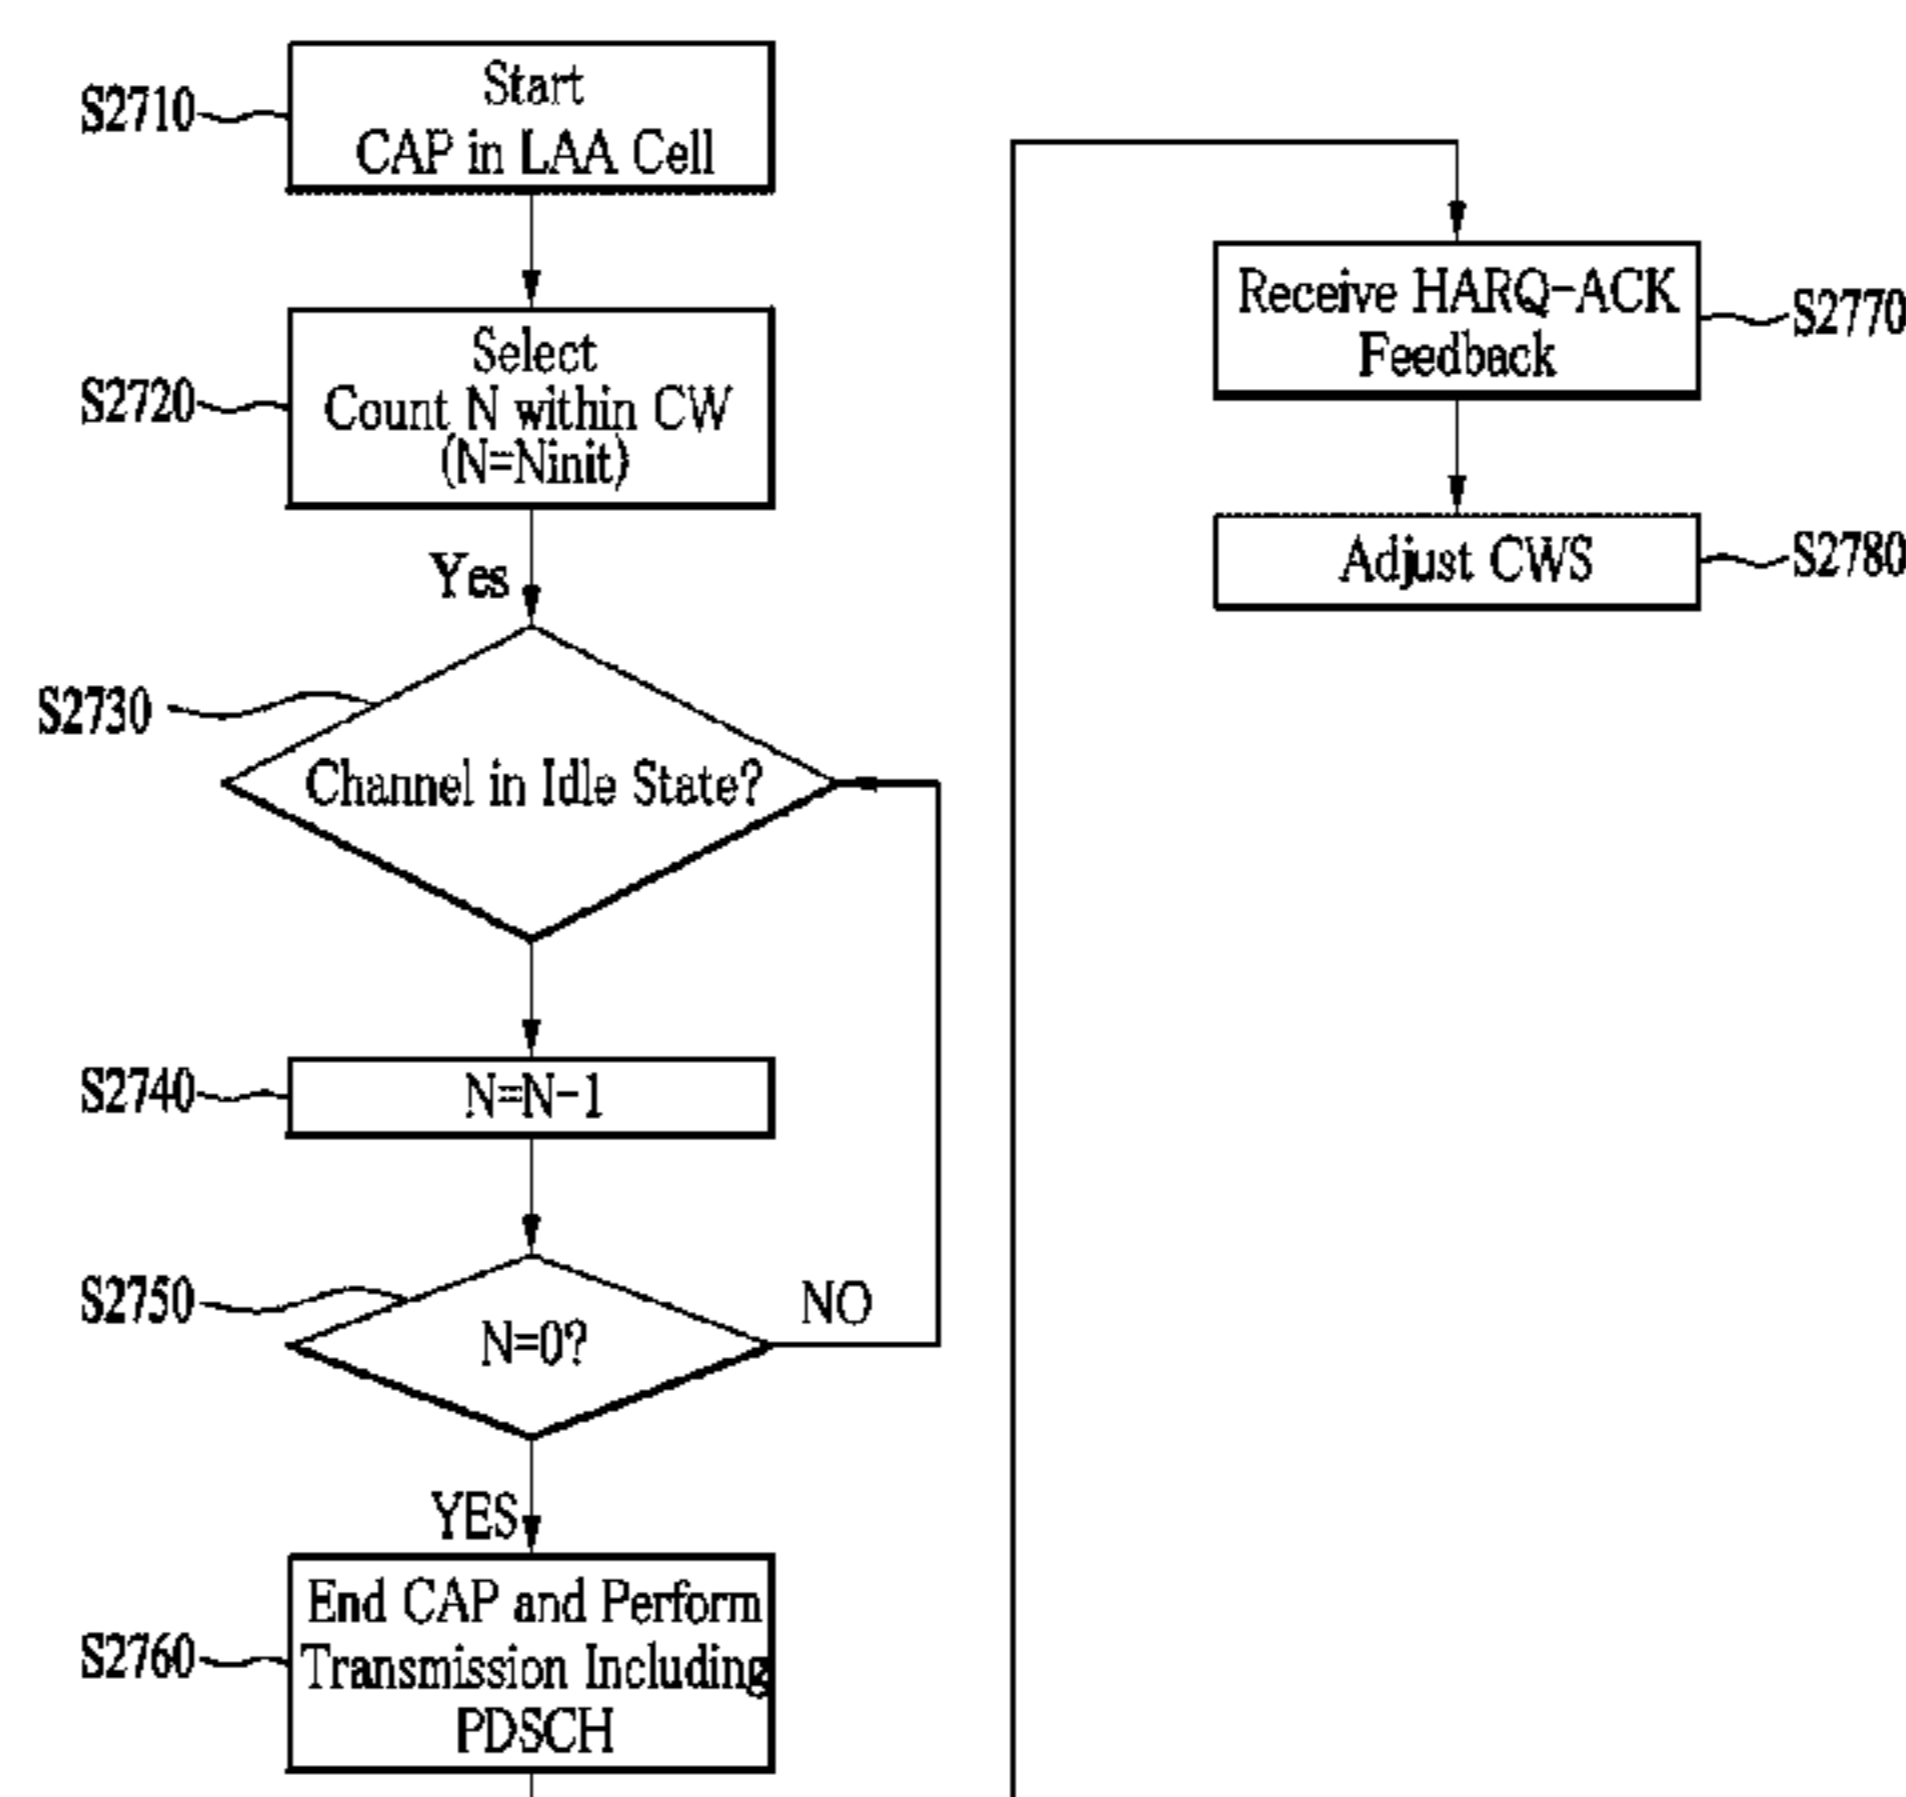 S2710
Start
CAP in LAA Cell
S2720
Select
Count N within CW
(N=Ninit)
Yes
S2730
Channel in Idle State?
S2740
N=N-1
S2750
N=0?
NO
YES
S2760
End CAP and Perform
Transmission Including
PDSCH
Receive HARQ-ACK
Feedback
S2770
Adjust CWS
S2780